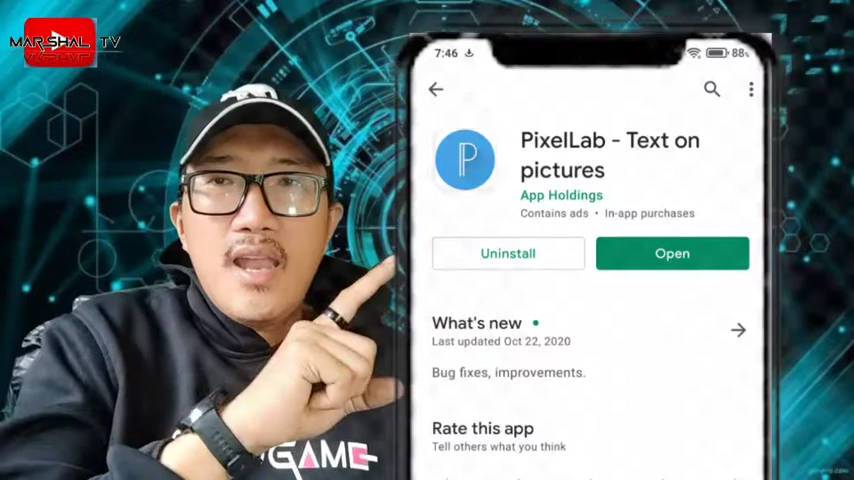 MARSHAL TV
7:46
88%
PixelLab - Text on
pictures
App Holdings
Contains ads • In-app purchases
Uninstall
Open
What's new
Last updated Oct 22, 2020
Bug fixes, improvements.
Rate this app
Tell others what you think
GAME